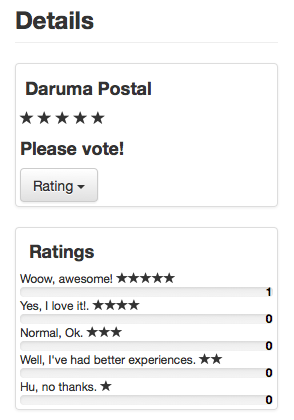 Details
Daruma Postal
★ ★ ★ ★ ★
Please vote!
Rating
Ratings
Woow, awesome! ★★★★★
1
Yes, I love it!. ★★★★
0
Normal, Ok. ★★★
0
Well, I've had better experiences. ★★
0
Hu, no thanks. ★
0